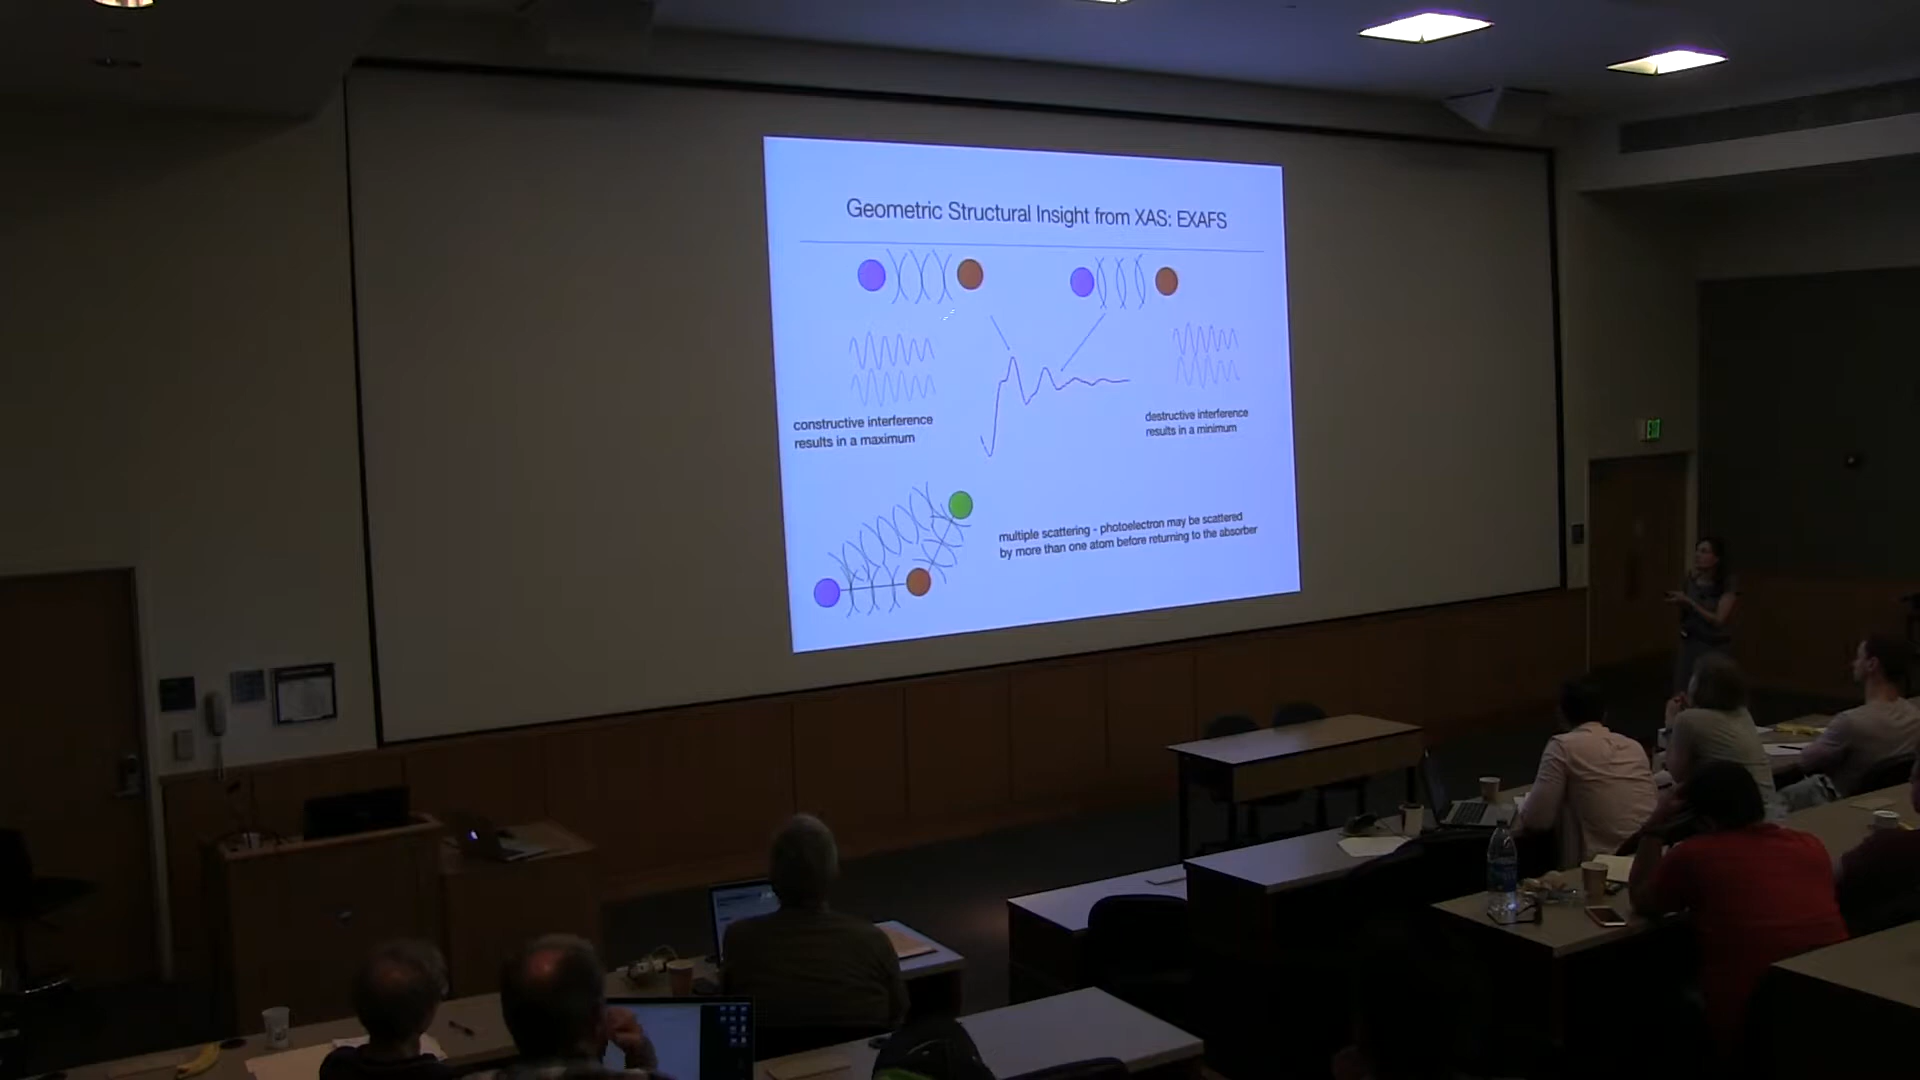 Geometric Structural Insight from XAS: EXAFS
constructive interference
results in a maximum
destructive interference
results in a minimum
multiple scattering - photoelectron may be scattered
by more than one atom before returning to the absorber